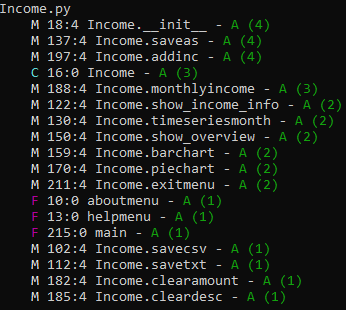 Income.py
M 18:4 Income.__init__ - A (4)
M 137:4 Income.saveas - A (4)
M 197:4 Income.addinc - A (4)
C 16:0 Income - A (3)
M 188:4 Income.monthlyincome - A (3)
M 122:4 Income.show_income_info - A (2)
M 130:4 Income.timeseriesmonth - A (2)
M 150:4 Income.show_overview - A (2)
M 159:4 Income.barchart - A (2)
M 170:4 Income.piechart - A (2)
M 211:4 Income.exitmenu - A (2)
F 10:0 aboutmenu - A (1)
F 13:0 helpmenu - A (1)
F 215:0 main - A (1)
M 102:4 Income.savecsv - A (1)
M 112:4 Income.savetxt - A (1)
M 182:4 Income.clearamount - A (1)
M 185:4 Income.cleardesc - A (1)